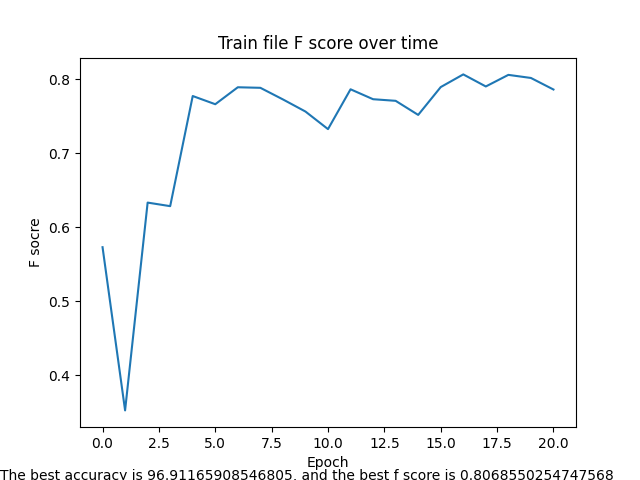 Train file F score over time
F socre
0.8
0.7
0.6
0.5
0.4
0.0 2.5 5.0 7.5 10.0 12.5 15.0 17.5 20.0
Epoch
The best accuracy is 96.91165908546805, and the best f score is 0.8068550254747568